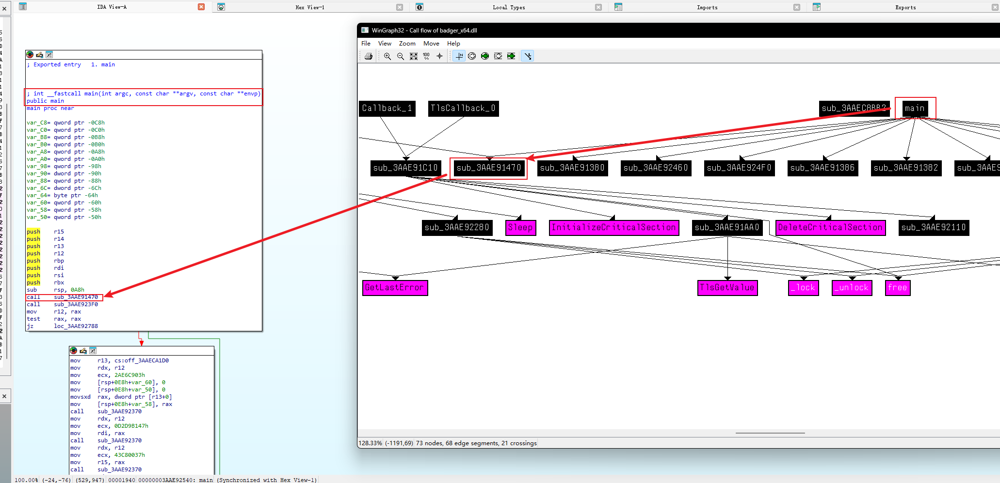 IDA View-A
Hex View-1
Local Types
Imports
Exports
; Exported entry   1. main
; int __fastcall main(int argc, const char **argv, const char **envp)
public main
main proc near
var_C8= qword ptr -0C8h
var_C0= qword ptr -0C0h
var_B8= qword ptr -0B8h
var_B0= qword ptr -0B0h
var_A8= qword ptr -0A8h
var_A0= qword ptr -0A0h
var_98= qword ptr -98h
var_90= dword ptr -90h
var_88= qword ptr -88h
var_6C= dword ptr -6Ch
var_64= byte ptr -64h
var_60= qword ptr -60h
var_58= qword ptr -58h
var_50= qword ptr -50h
push    r15
push    r14
push    r13
push    r12
push    rbp
push    rdi
push    rsi
push    rbx
sub     rsp, 0A8h
call    sub_3AAE91470
call    sub_3AAE923F0
mov     r12, rax
test    rax, rax
jz      loc_3AAE92788
mov     r13, cs:off_3AAECA1D0
mov     rdx, r12
mov     ecx, 2AE6C903h
mov     [rsp+0E8h+var_60], 0
mov     [rsp+0E8h+var_50], 0
movsxd  rax, dword ptr [r13+0]
mov     [rsp+0E8h+var_58], rax
call    sub_3AAE92370
mov     rdx, r12
mov     ecx, 0D2D9B147h
mov     rdi, rax
call    sub_3AAE92370
mov     rdx, r12
mov     ecx, 43C80037h
mov     r15, rax
call    sub_3AAE92370
100.00% (-24,-76) (529,947) 00001940 00000003AAE92540: main (Synchronized with Hex View-1)
WinGraph32 - Call flow of badger_x64.dll
File View Zoom Move Help
100 %
Callback_1
TlsCallback_0
main
sub_3AAE91C10
sub_3AAE91470
sub_3AAE91380
sub_3AAE92460
sub_3AAE924F0
sub_3AAE91386
sub_3AAE91382
sub_3AAE9
sub_3AAE92280
Sleep
InitializeCriticalSection
sub_3AAE91AA0
DeleteCriticalSection
sub_3AAE92110
GetLastError
TlsGetValue
_lock
_unlock
free
128.33% (-1191,69) 73 nodes, 68 edge segments, 21 crossings